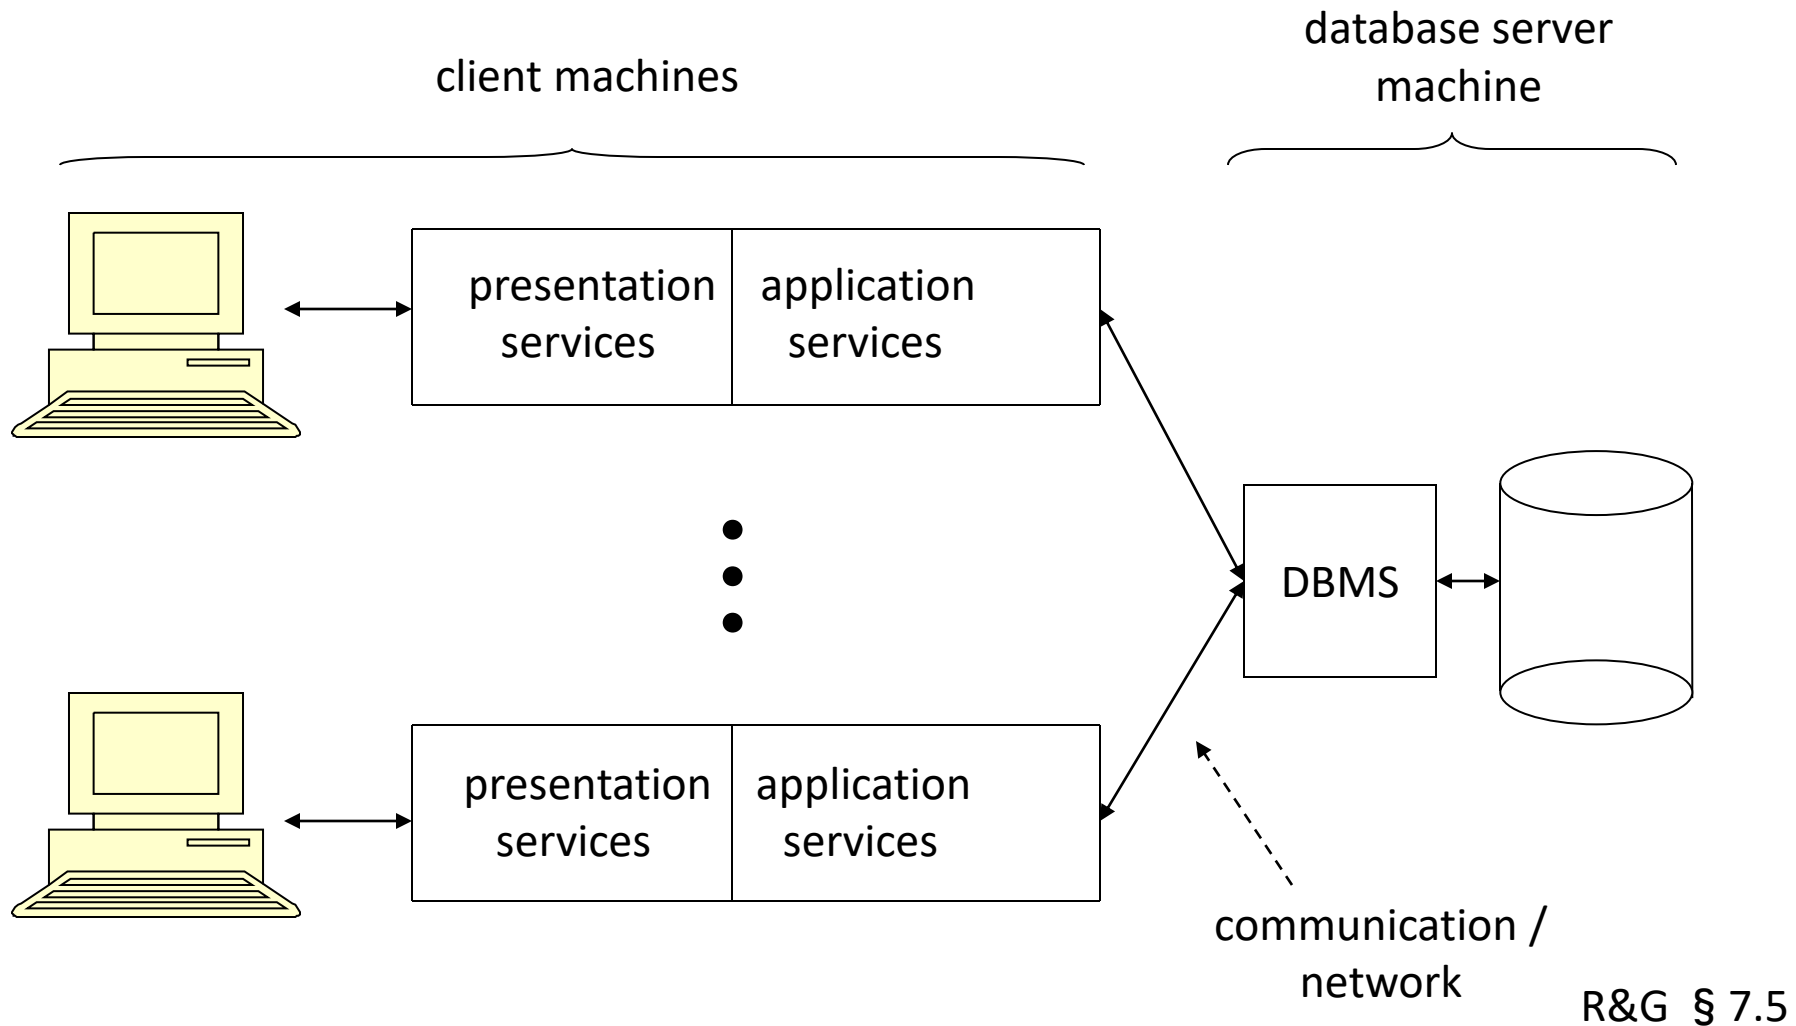 client machines
database server
machine
presentation
services
application
services
DBMS
presentation
services
application
services
communication /
network
R&G § 7.5